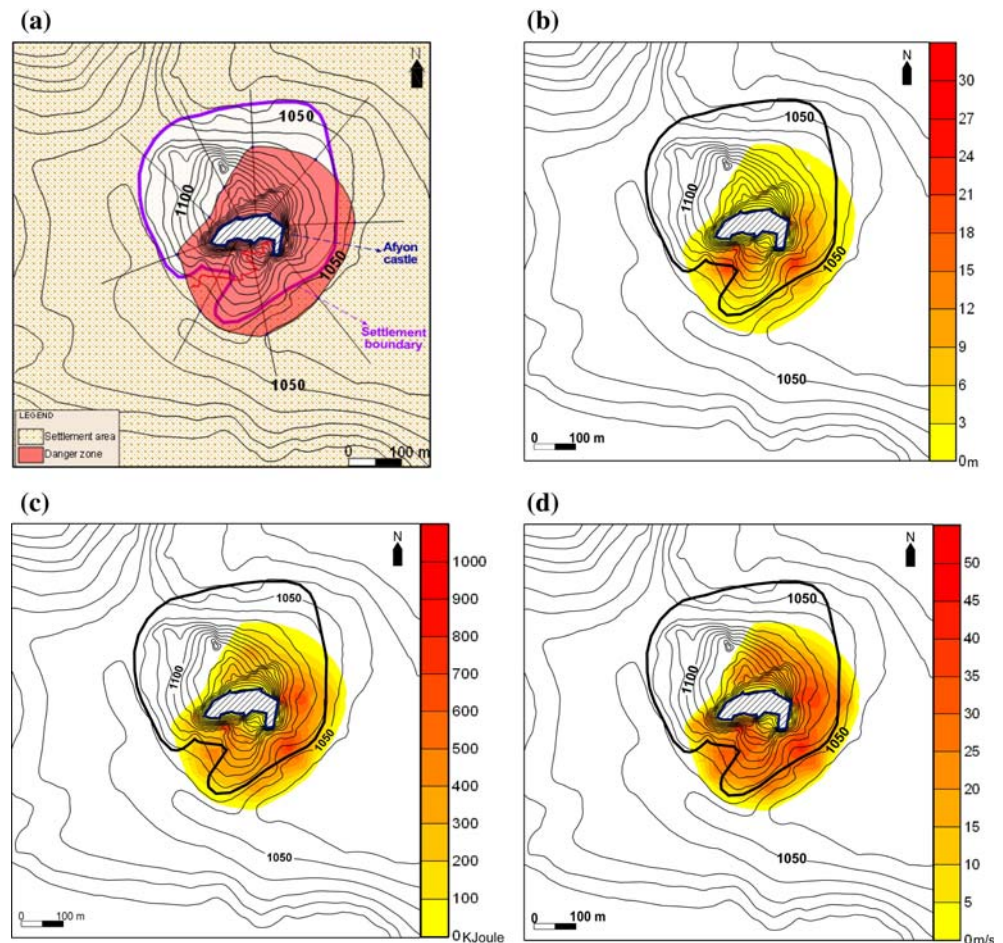 (a)
N
1050
1100
Afyon
castle
1050
Settlement
boundary
1050
LEGEND
Settlement area
Danger zone
0 100 m
(b)
N
1050
1100
1050
1050
0 100 m
30
27
24
21
18
15
12
9
6
3
0m
(c)
N
1050
1100
1050
1050
0 100 m
1000
900
800
700
600
500
400
300
200
100
0 KJoule
(d)
N
1050
1100
1050
1050
0 100 m
50
45
40
35
30
25
20
15
10
5
0m/s